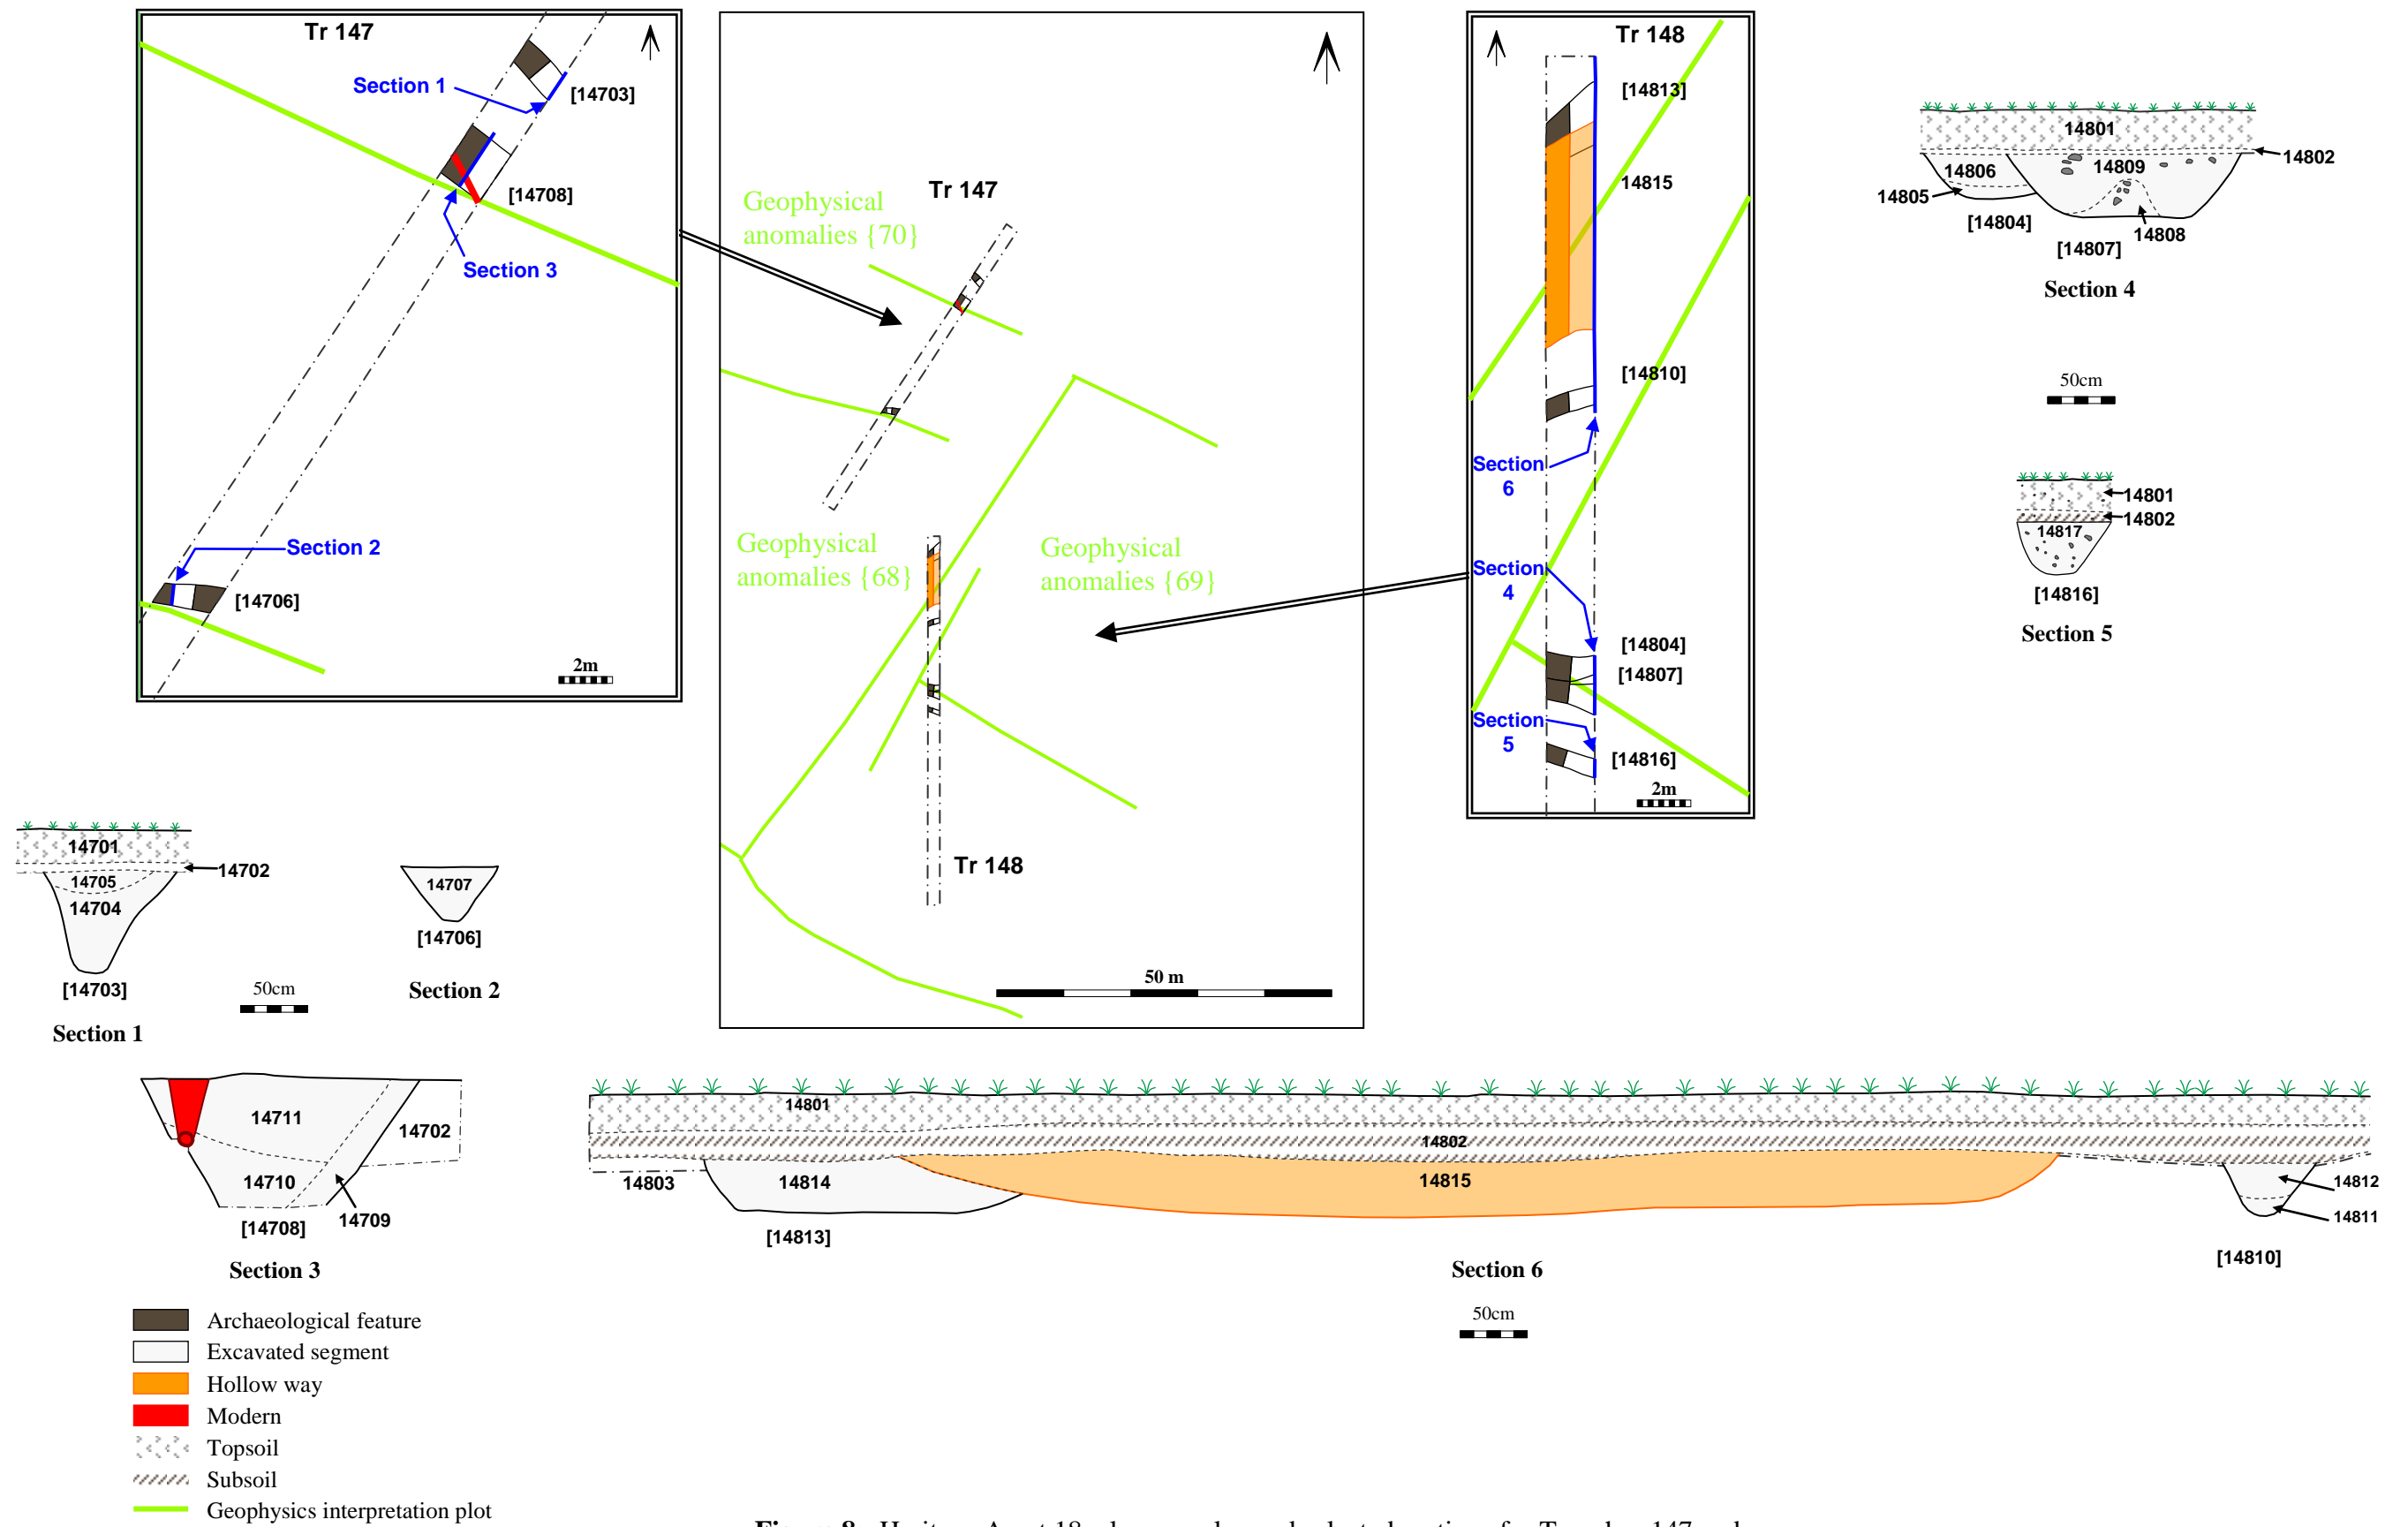 Tr 147
Section 1
[14703]
[14708]
Section 3
Section 2
[14706]
2m
Tr 147
Geophysical
anomalies {70}
Geophysical
anomalies {68}
Geophysical
anomalies {69}
Tr 148
50 m
Tr 148
[14813]
14815
[14810]
Section
6
Section
4
[14804]
[14807]
Section
5
[14816]
2m
14801
14802
14806
14809
14805
[14804]
14808
[14807]
Section 4
50cm
14801
14802
14817
[14816]
Section 5
14701
14702
14705
14704
[14703]
Section 1
50cm
14707
[14706]
Section 2
14711
14702
14710
14709
[14708]
Section 3
14801
14802
14803
14814
14815
14812
14811
[14813]
[14810]
Section 6
50cm
Archaeological feature
Excavated segment
Hollow way
Modern
Topsoil
Subsoil
Geophysics interpretation plot